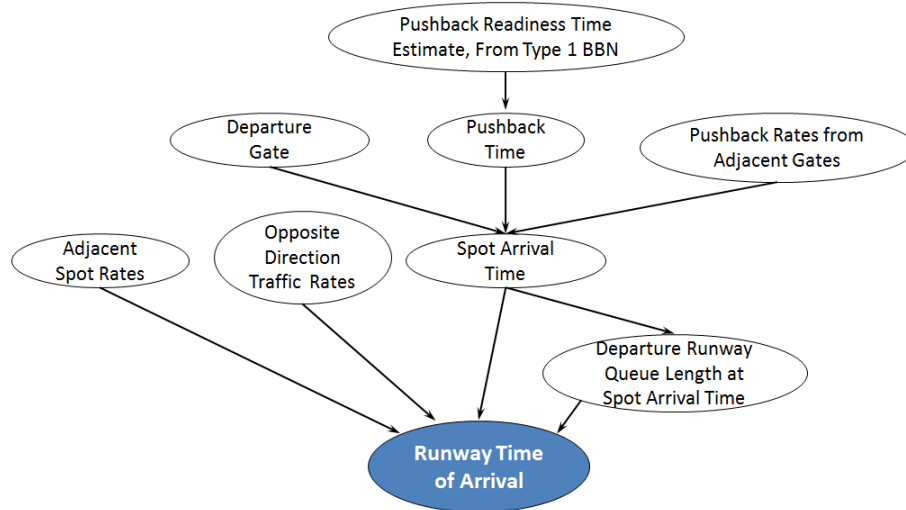 Pushback Readiness Time
Estimate, From Type 1 BBN
Departure
Gate
Pushback
Time
Pushback Rates from
Adjacent Gates
Adjacent
Spot Rates
Opposite
Direction
Traffic Rates
Spot Arrival
Time
Departure Runway
Queue Length at
Spot Arrival Time
Runway Time
of Arrival